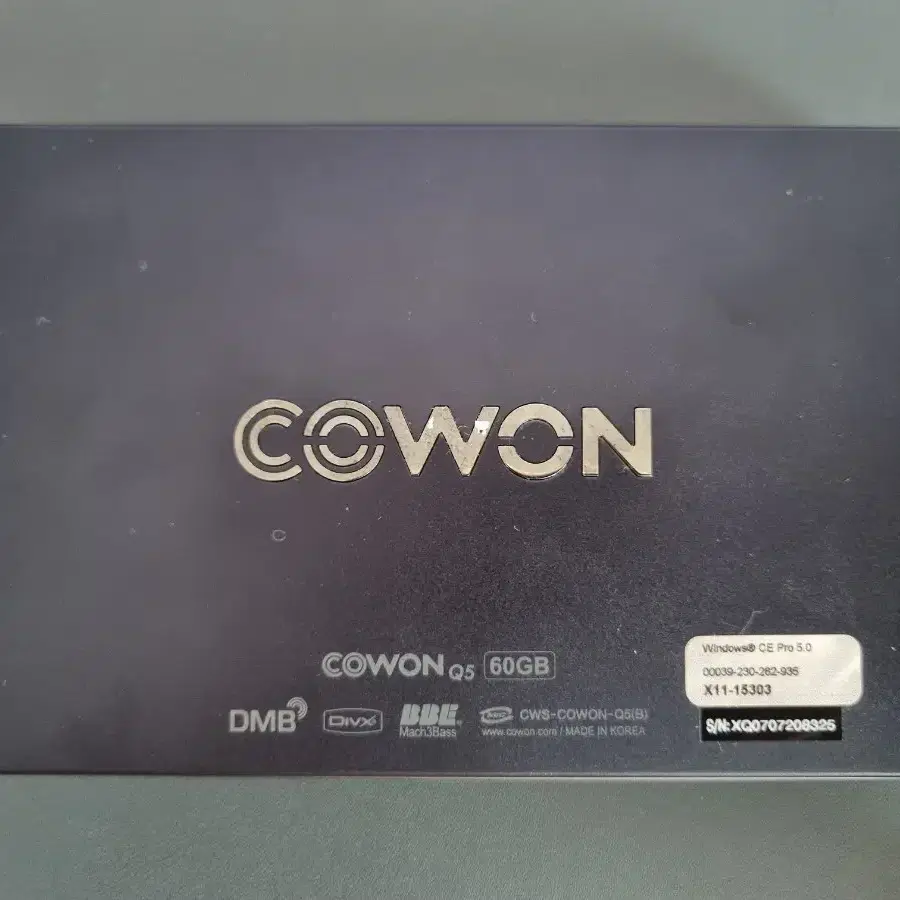 COWON
COWON Q5 60GB
DMB DivX BBE Mach3Bass
CWS-COWON-Q5(B)
www.cowon.com / MADE IN KOREA
Windows® CE Pro 5.0
00039-230-262-935
X11-15303
S/N:XQ0707208325